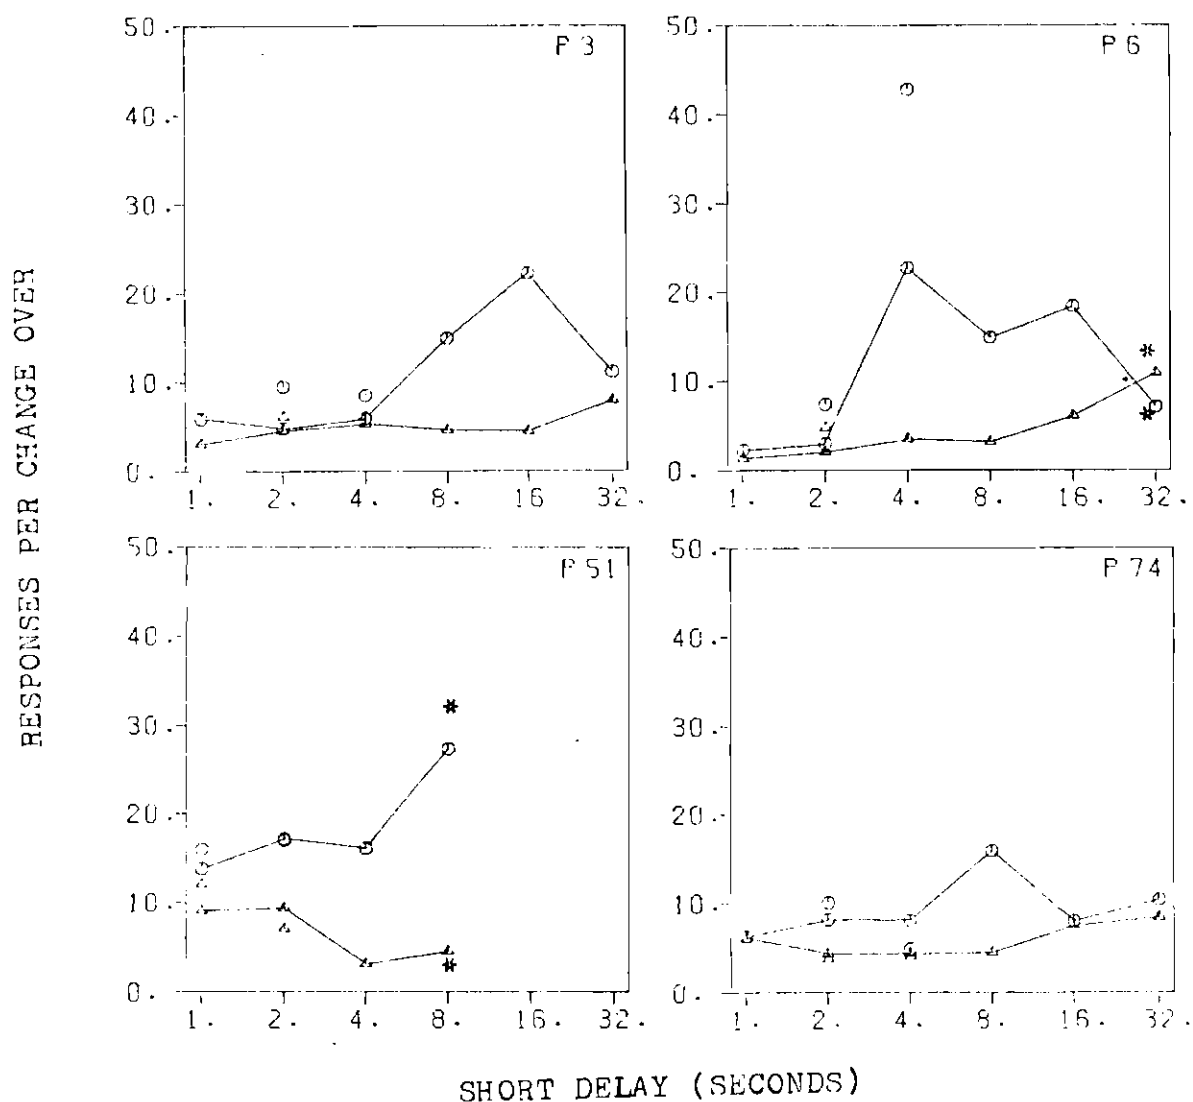 50. P 3
40.
30.
20.
10.
0.
1. 2. 4. 8. 16. 32.
50. P 6
40.
30.
20.
10.
0.
1. 2. 4. 8. 16. 32.
50. P 51
40.
30.
20.
10.
0.
1. 2. 4. 8. 16. 32.
50. P 74
40.
30.
20.
10.
0.
1. 2. 4. 8. 16. 32.
RESPONSES PER CHANGE OVER
SHORT DELAY (SECONDS)